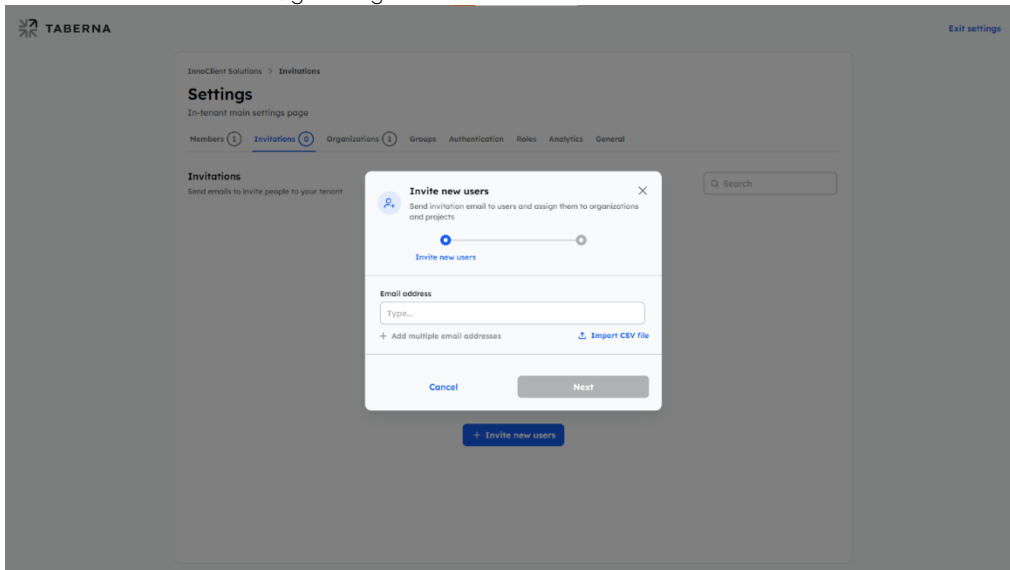 TABERNA
Exit settings
InnoClient Solutions > Invitations
Settings
In-tenant main settings page
Members 1 Invitations 0 Organizations 1 Groups Authentication Roles Analytics General
Invitations
Send emails to invite people to your tenant
Search
Invite new users
Send invitation email to users and assign them to organizations
and projects
Invite new users
Email address
Type...
+ Add multiple email addresses
Import CSV file
Cancel
Next
+ Invite new users